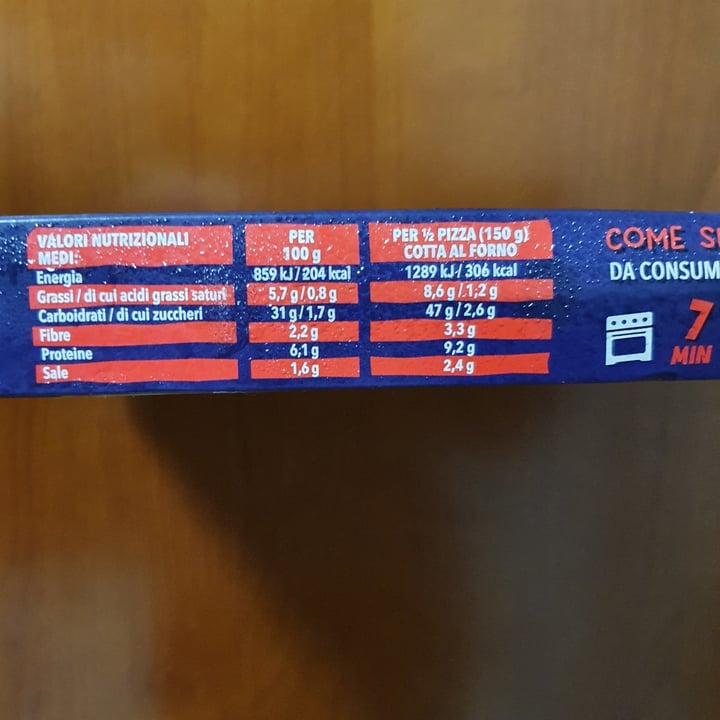 VALORI NUTRIZIONALI MEDI:
PER 100 g
PER ½ PIZZA (150 g) COTTA AL FORNO
Energia 859 kJ/204 kcal 1289 kJ/306 kcal
Grassi / di cui acidi grassi saturi 5,7 g/0,8 g 8,6 g/1,2 g
Carboidrati / di cui zuccheri 31 g/1,7 g 47 g/2,6 g
Fibre 2,2 g 3,3 g
Proteine 6,1 g 9,2 g
Sale 1,6 g 2,4 g
COME
DA
7
MIN